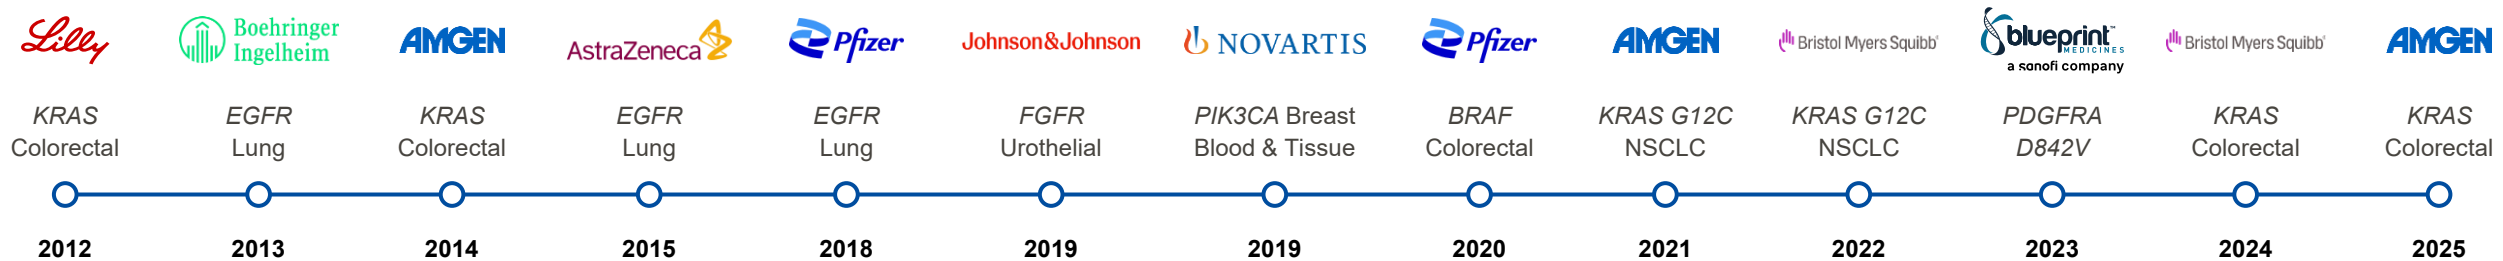 Lilly
Boehringer
Ingelheim
AMGEN
AstraZeneca
Pfizer
Johnson&Johnson
NOVARTIS
Pfizer
AMGEN
Bristol Myers Squibb
blueprint™
MEDICINES
a sanofi company
Bristol Myers Squibb
AMGEN
KRAS
Colorectal
EGFR
Lung
KRAS
Colorectal
EGFR
Lung
EGFR
Lung
FGFR
Urothelial
PIK3CA Breast
Blood & Tissue
BRAF
Colorectal
KRAS G12C
NSCLC
KRAS G12C
NSCLC
PDGFRA
D842V
KRAS
Colorectal
KRAS
Colorectal
2012
2013
2014
2015
2018
2019
2019
2020
2021
2022
2023
2024
2025